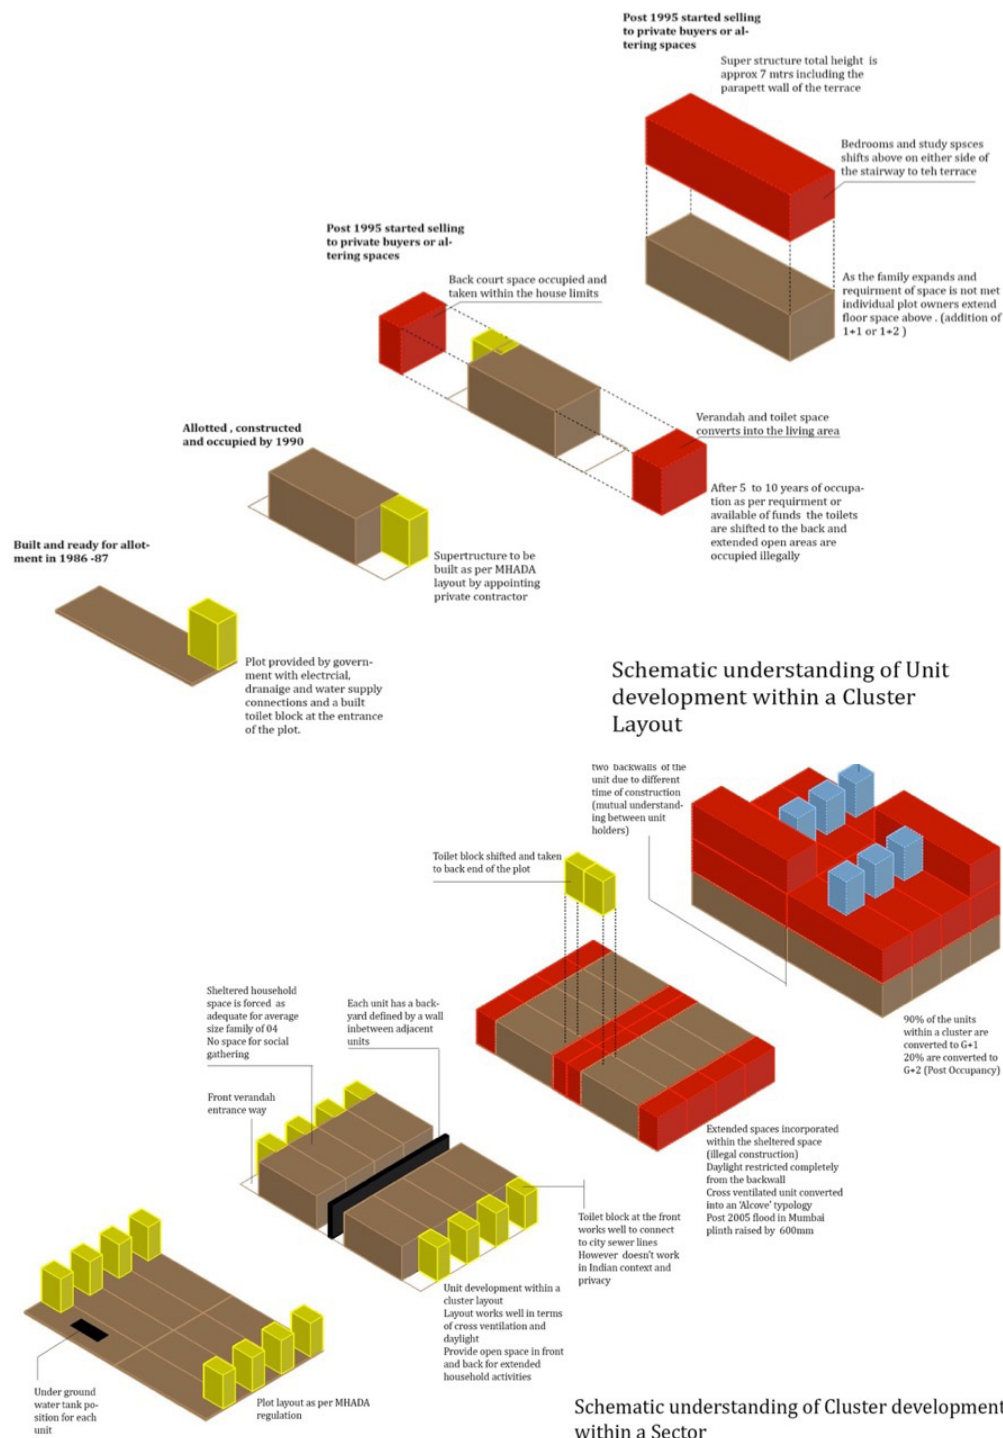 Post 1995 started selling
to private buyers or al-
tering spaces
Super structure total height is
approx 7 mtrs including the
parapett wall of the terrace
Bedrooms and study spsces
shifts above on either side of
the stairway to teh terrace
As the family expands and
requirment of space is not met
individual plot owners extend
floor space above . (addition of
1+1 or 1+2 )
Post 1995 started selling
to private buyers or al-
tering spaces
Back court space occupied and
taken within the house limits
Verandah and toilet space
converts into the living area
After 5 to 10 years of occupa-
tion as per requirment or
available of funds the toilets
are shifted to the back and
extended open areas are
occupied illegally
Allotted , constructed
and occupied by 1990
Supertructure to be
built as per MHADA
layout by appointing
private contractor
Built and ready for allot-
ment in 1986 -87
Plot provided by govern-
ment with electrcial,
dranaige and water supply
connections and a built
toilet block at the entrance
of the plot.
Schematic understanding of Unit
development within a Cluster
Layout
two backwalls of the
unit due to different
time of construction
(mutual understand-
ing between unit
holders)
90% of the units
within a cluster are
converted to G+1
20% are converted to
G+2 (Post Occupancy)
Toilet block shifted and taken
to back end of the plot
Extended spaces incorporated
within the sheltered space
(illegal construction)
Daylight restricted completely
from the backwall
Cross ventilated unit converted
into an 'Alcove' typology
Post 2005 flood in Mumbai
plinth raised by 600mm
Sheltered household
space is forced as
adequate for average
size family of 04
No space for social
gathering
Each unit has a back-
yard defined by a wall
inbetween adjacent
units
Front verandah
entrance way
Toilet block at the front
works well to connect
to city sewer lines
However doesn't work
in Indian context and
privacy
Unit development within a
cluster layout
Layout works well in terms
of cross ventilation and
daylight
Provide open space in front
and back for extended
household activities
Under ground
water tank po-
sition for each
unit
Plot layout as per MHADA
regulation
Schematic understanding of Cluster development
within a Sector